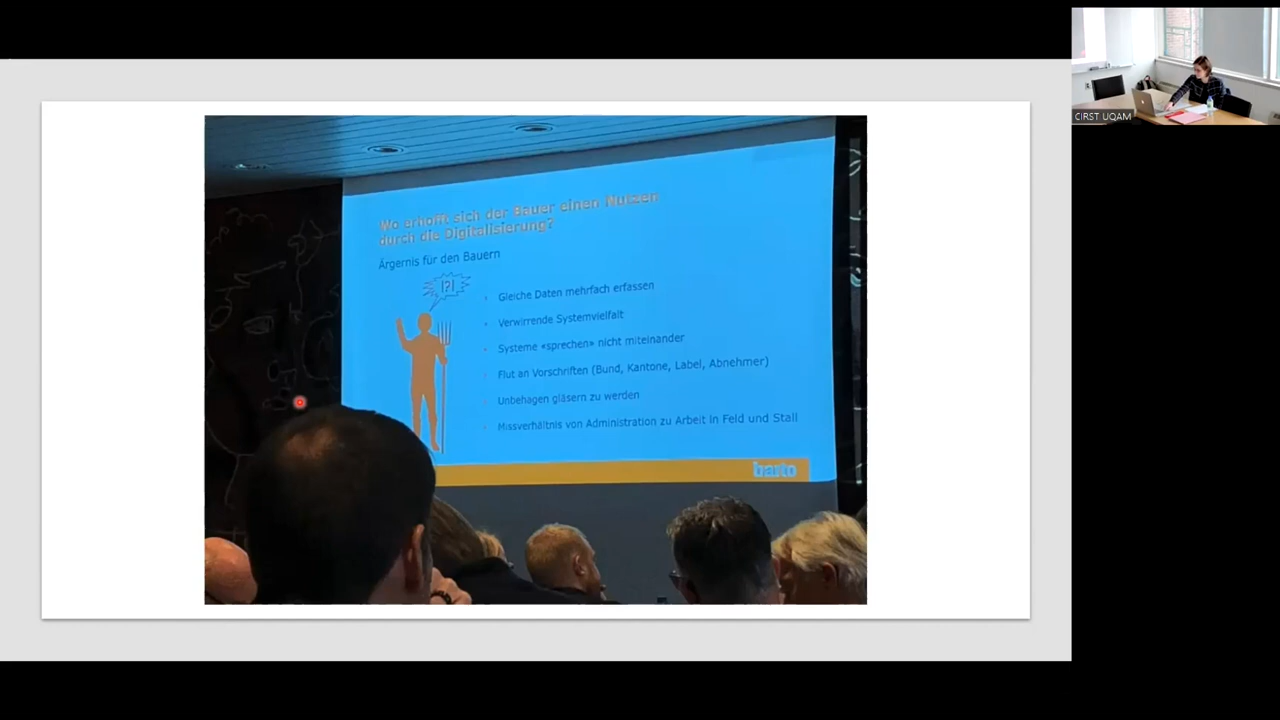 Wo erhofft sich der Bauer einen Nutzen
durch die Digitalisierung?
Ärgernis für den Bauern
!?!
Gleiche Daten mehrfach erfassen
Verwirrende Systemvielfalt
Systeme «sprechen» nicht miteinander
Flut an Vorschriften (Bund, Kantone, Label, Abnehmer)
Unbehagen gläsern zu werden
Missverhältnis von Administration zu Arbeit in Feld und Stall
barto
CIRST UQAM